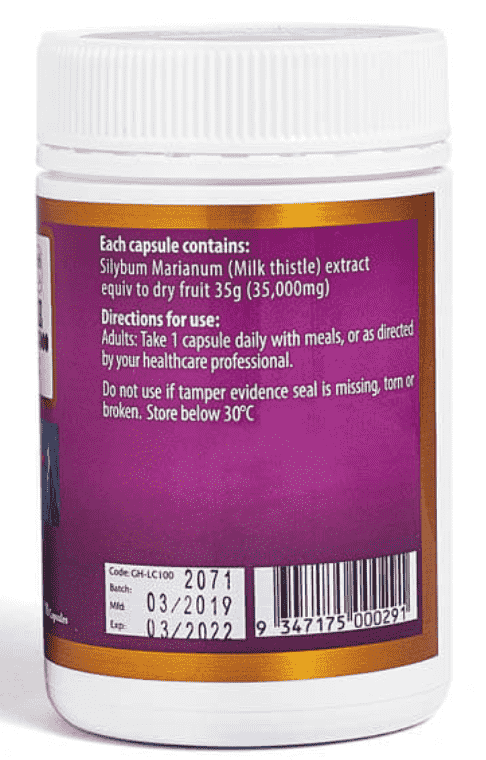 Each capsule contains:
Silybum Marianum (Milk thistle) extract
equiv to dry fruit 35g (35,000mg)
Directions for use:
Adults: Take 1 capsule daily with meals, or as directed
by your healthcare professional.
Do not use if tamper evidence seal is missing, torn or
broken. Store below 30°C
Code: GH-LC100 2071
Batch:
Mfd: 03/2019
Exp: 03/2022
9 347175 000291
Capsules